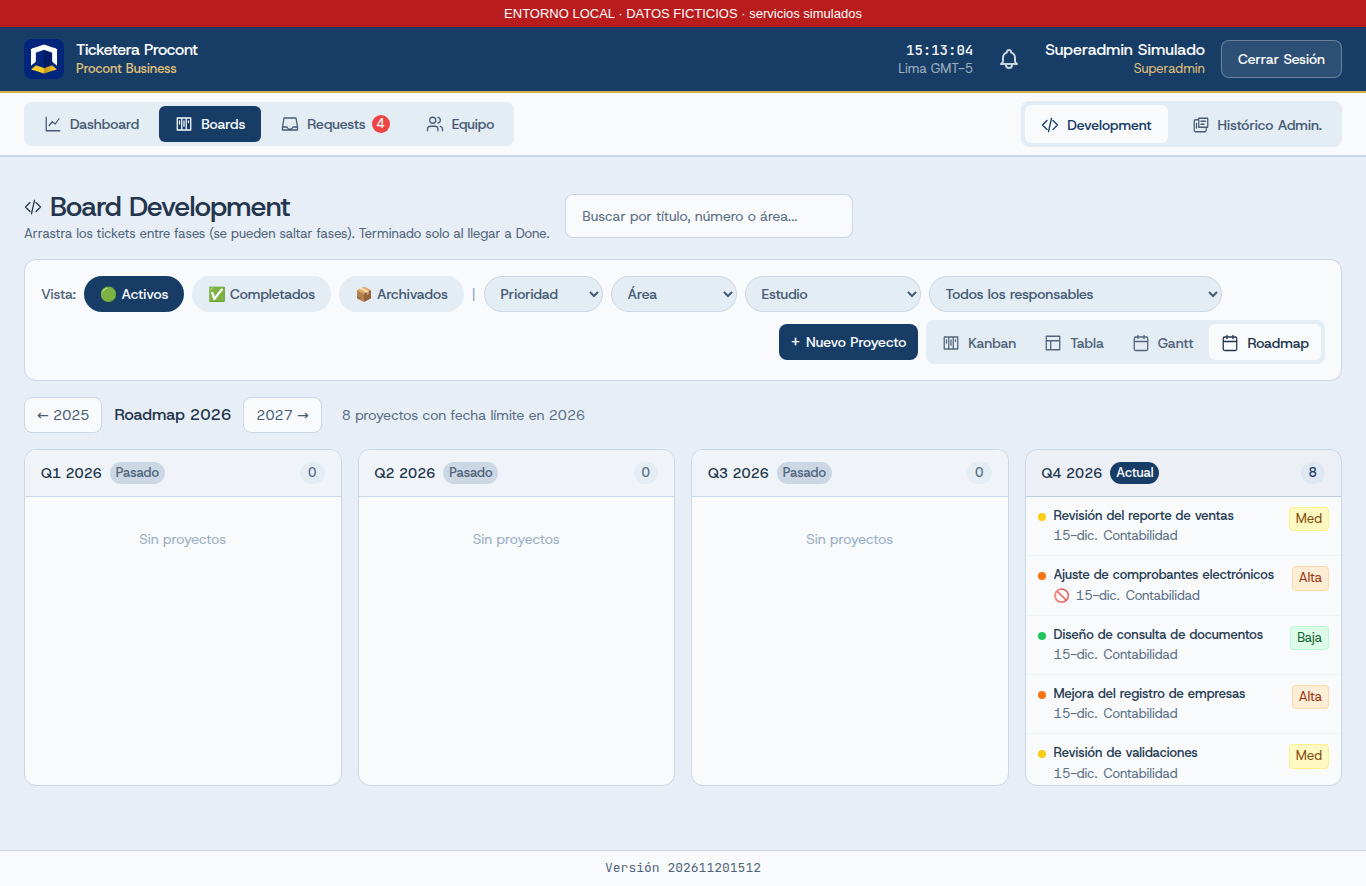 ENTORNO LOCAL · DATOS FICTICIOS · servicios simulados
Ticketera Procont
Procont Business
15:13:04
Lima GMT-5
Superadmin Simulado
Superadmin
Cerrar Sesión
Dashboard
Boards
Requests 4
Equipo
Development
Histórico Admin.
Board Development
Arrastra los tickets entre fases (se pueden saltar fases). Terminado solo al llegar a Done.
Buscar por título, número o área...
Vista:
Activos
Completados
Archivados
|
Prioridad
Área
Estudio
Todos los responsables
+ Nuevo Proyecto
Kanban
Tabla
Gantt
Roadmap
← 2025
Roadmap 2026
2027 →
8 proyectos con fecha límite en 2026
Q1 2026 Pasado 0
Sin proyectos
Q2 2026 Pasado 0
Sin proyectos
Q3 2026 Pasado 0
Sin proyectos
Q4 2026 Actual 8
Revisión del reporte de ventas Med
15-dic. Contabilidad
Ajuste de comprobantes electrónicos Alta
15-dic. Contabilidad
Diseño de consulta de documentos Baja
15-dic. Contabilidad
Mejora del registro de empresas Alta
15-dic. Contabilidad
Revisión de validaciones Med
15-dic. Contabilidad
Versión 202611201512